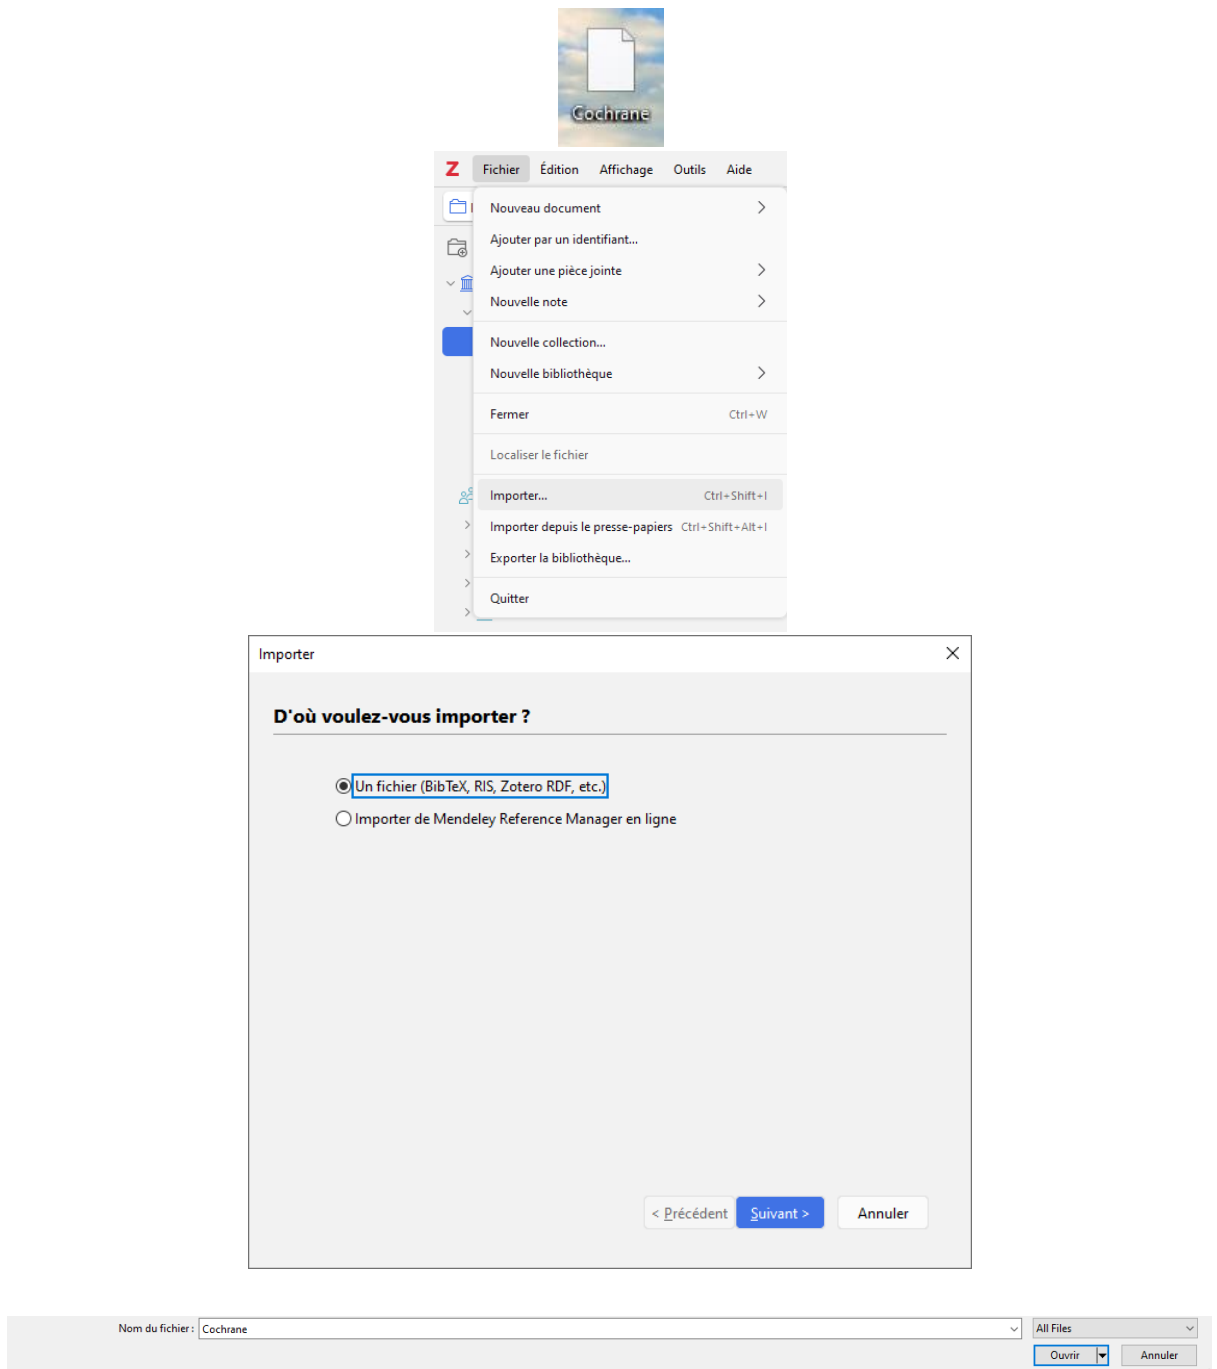 Cochrane
Z Fichier Édition Affichage Outils Aide
Nouveau document
Ajouter par un identifiant...
Ajouter une pièce jointe
Nouvelle note
Nouvelle collection...
Nouvelle bibliothèque
Fermer Ctrl+W
Localiser le fichier
Importer... Ctrl+Shift+I
Importer depuis le presse-papiers Ctrl+Shift+Alt+I
Exporter la bibliothèque...
Quitter
Importer
D'où voulez-vous importer ?
Un fichier (BibTeX, RIS, Zotero RDF, etc.)
Importer de Mendeley Reference Manager en ligne
< Précédent Suivant > Annuler
Nom du fichier : Cochrane All Files
Ouvrir Annuler